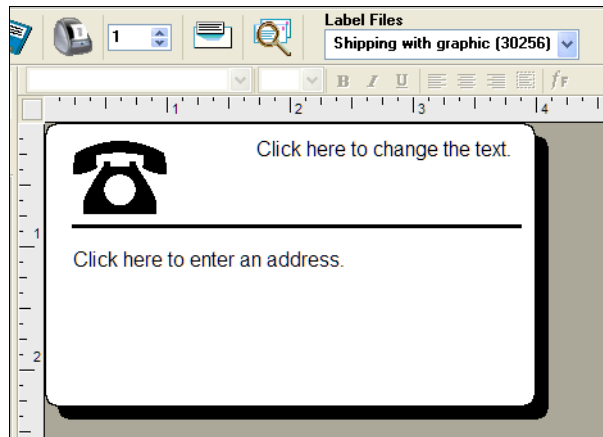 Label Files
1
Shipping with graphic (30256)
B I U fF
1 2 3 4
Click here to change the text.
1
Click here to enter an address.
2